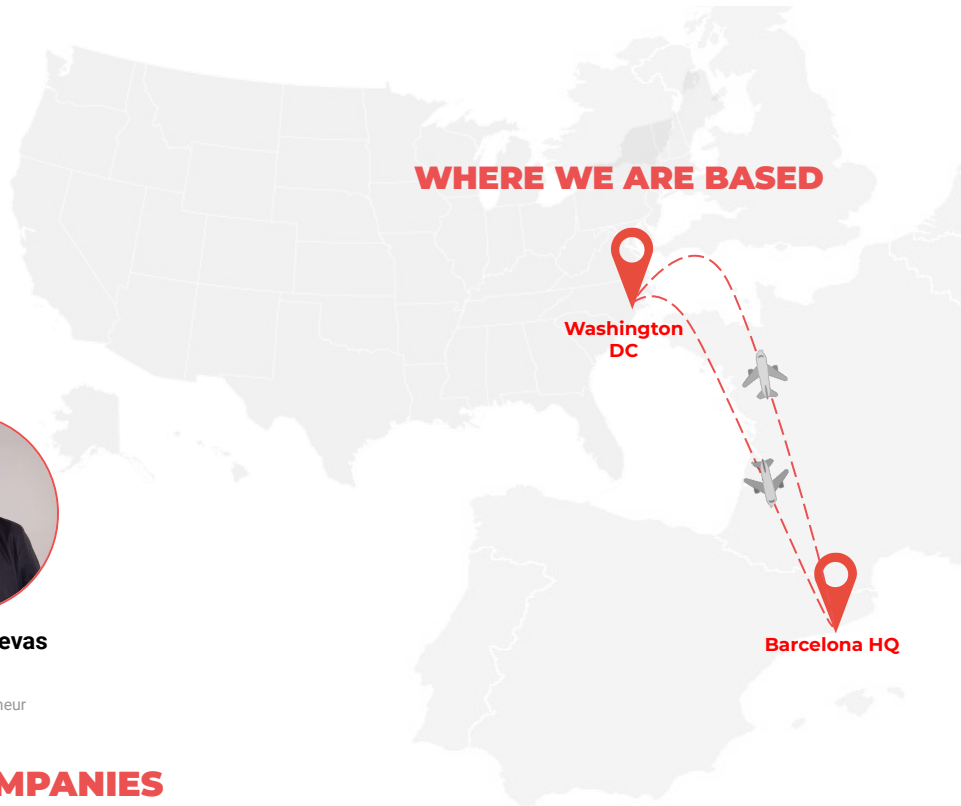 WHERE WE ARE BASED
Washington
DC
Barcelona HQ
evas
neur
MPANIES